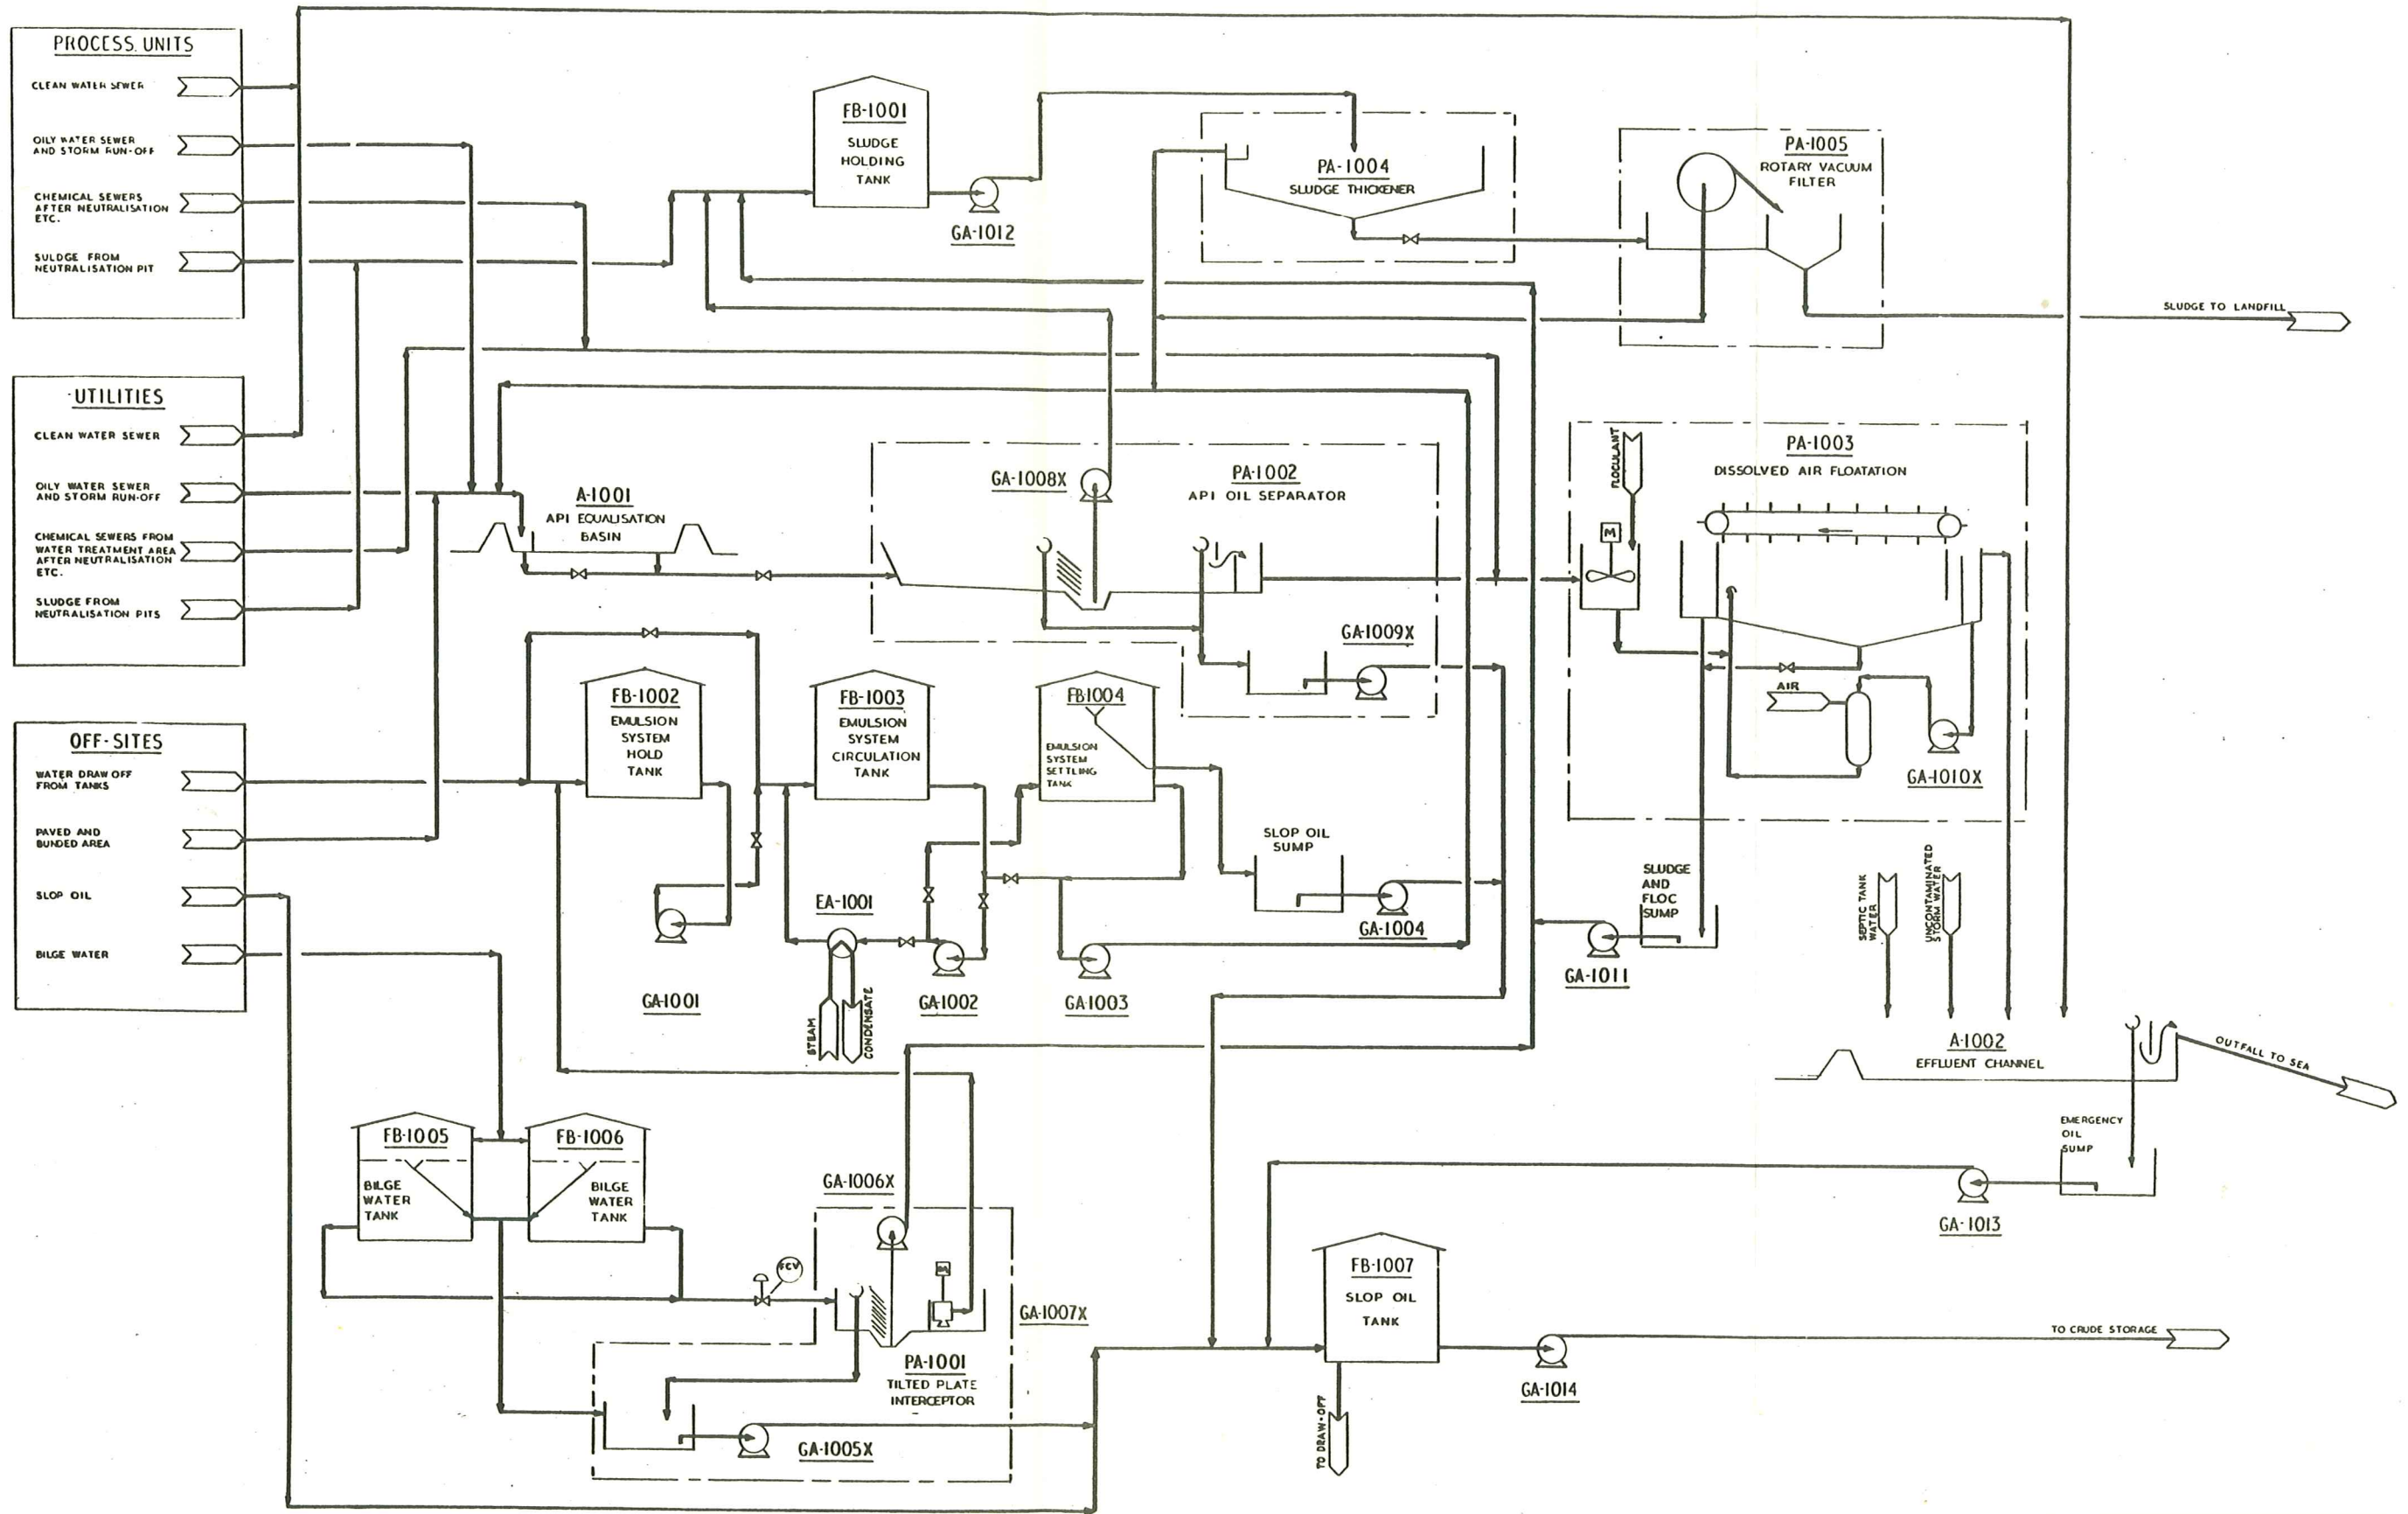 PROCESS UNITS
CLEAN WATER SEWER
OILY WATER SEWER
AND STORM RUN-OFF
CHEMICAL SEWERS
AFTER NEUTRALISATION
ETC.
SULDGE FROM
NEUTRALISATION PIT
UTILITIES
CLEAN WATER SEWER
OILY WATER SEWER
AND STORM RUN-OFF
CHEMICAL SEWERS FROM
WATER TREATMENT AREA
AFTER NEUTRALISATION
ETC.
SLUDGE FROM
NEUTRALISATION PITS
OFF-SITES
WATER DRAW OFF
FROM TANKS
PAVED AND
BUNDED AREA
SLOP OIL
BILGE WATER
FB-1001
SLUDGE
HOLDING
TANK
GA-1012
PA-1004
SLUDGE THICKENER
PA-1005
ROTARY VACUUM
FILTER
SLUDGE TO LANDFILL
A-1001
API EQUALISATION
BASIN
GA-1008X
PA-1002
API OIL SEPARATOR
GA-1009X
FLOCULANT
M
PA-1003
DISSOLVED AIR FLOATATION
AIR
GA-1010X
FB-1002
EMULSION
SYSTEM
HOLD
TANK
FB-1003
EMULSION
SYSTEM
CIRCULATION
TANK
FB1004
EMULSION
SYSTEM
SETTLING
TANK
SLOP OIL
SUMP
GA-1004
SLUDGE
AND
FLOC
SUMP
GA-1011
SEPTIC TANK
WATER
UNCONTAMINATED
STORM WATER
EA-1001
GA-1001
STEAM
CONDENSATE
GA-1002
GA-1003
A-1002
EFFLUENT CHANNEL
OUTFALL TO SEA
EMERGENCY
OIL
SUMP
GA-1013
FB-1005
BILGE
WATER
TANK
FB-1006
BILGE
WATER
TANK
FCV
GA-1006X
GA-1007X
PA-1001
TILTED PLATE
INTERCEPTOR
GA-1005X
FB-1007
SLOP OIL
TANK
TO DRAW-OFF
GA-1014
TO CRUDE STORAGE